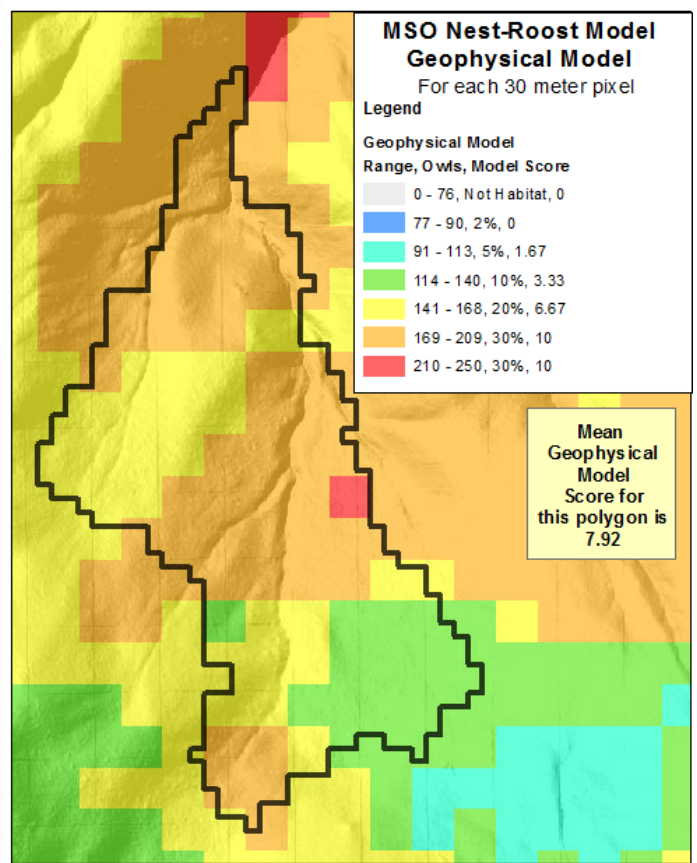 MSO Nest-Roost Model
Geophysical Model
For each 30 meter pixel
Legend
Geophysical Model
Range, Owls, Model Score
0 - 76, Not Habitat, 0
77 - 90, 2%, 0
91 - 113, 5%, 1.67
114 - 140, 10%, 3.33
141 - 168, 20%, 6.67
169 - 209, 30%, 10
210 - 250, 30%, 10
Mean
Geophysical
Model
Score for
this polygon is
7.92